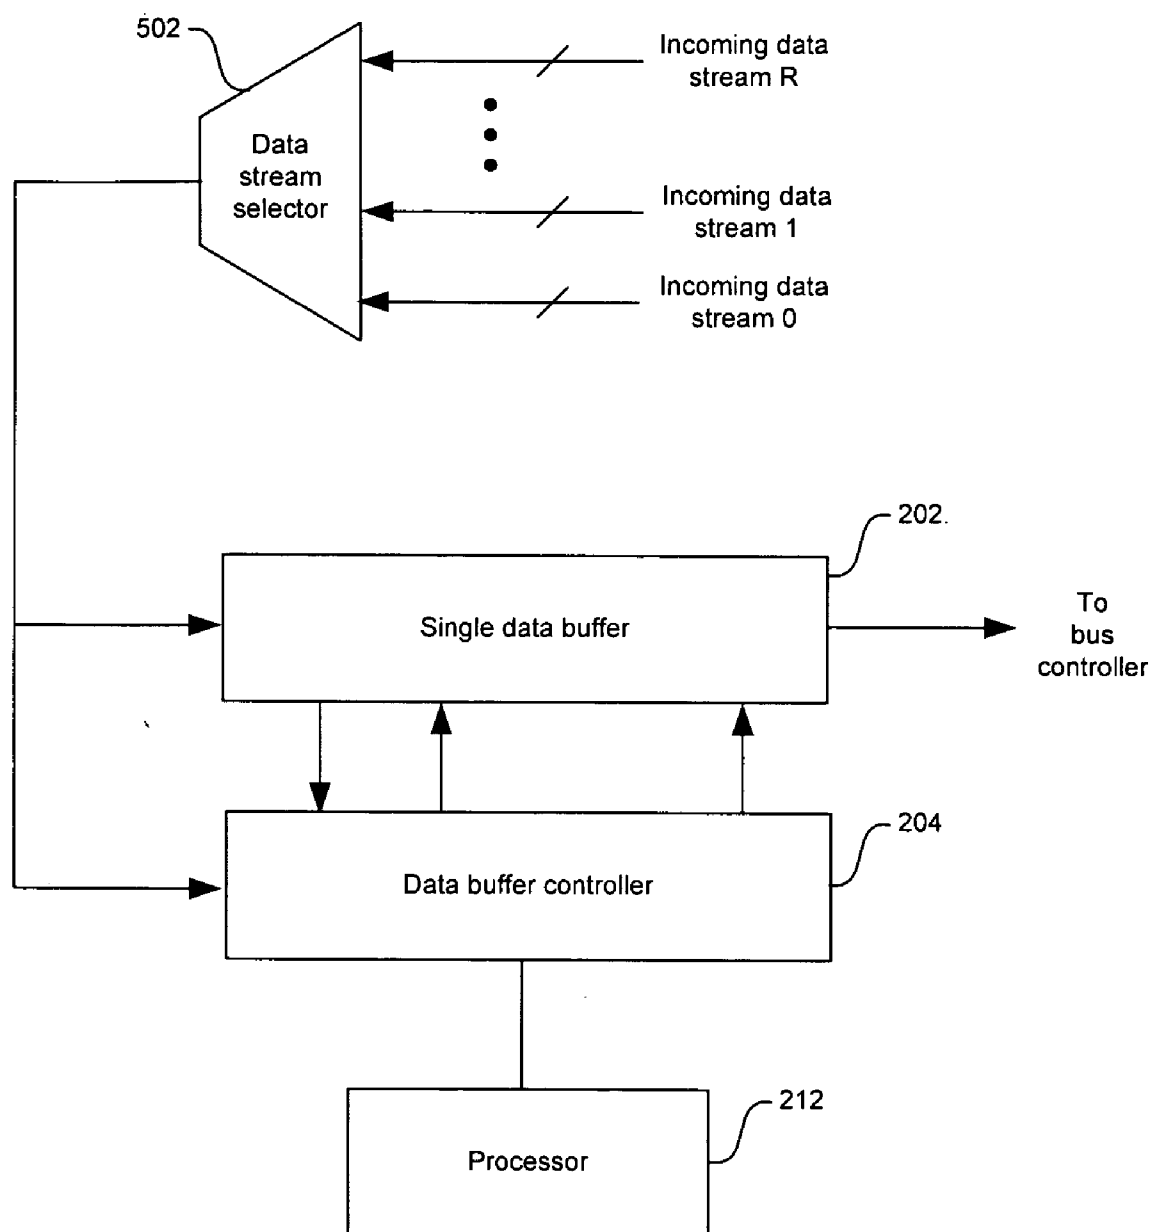 502
Incoming data
stream R
Data
stream
selector
Incoming data
stream 1
Incoming data
stream 0
202
Single data buffer
To
bus
controller
204
Data buffer controller
212
Processor